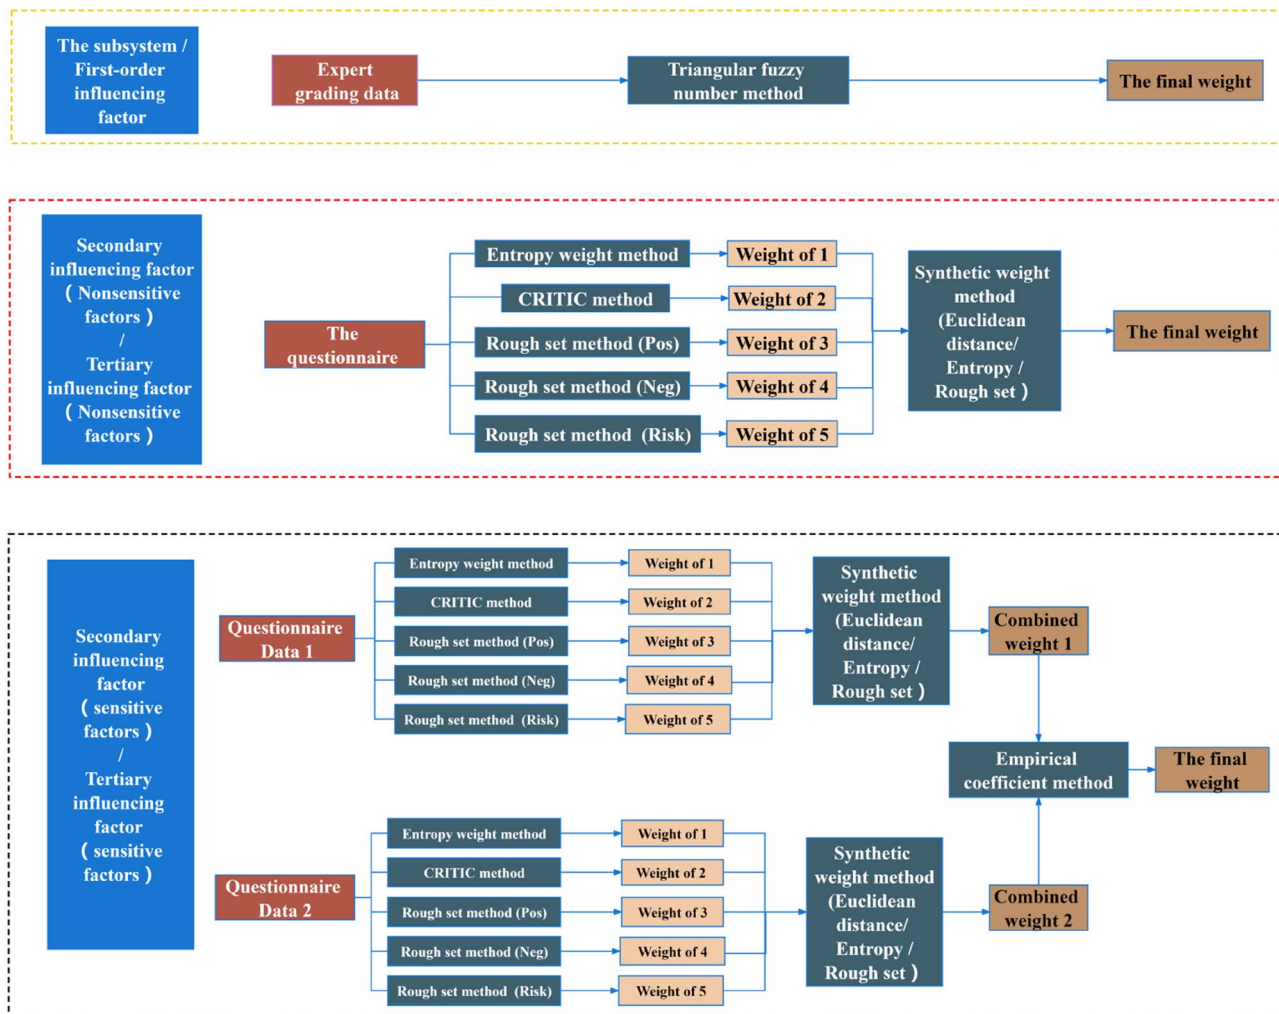 The subsystem /
First-order
influencing
factor
Expert
grading data
Triangular fuzzy
number method
The final weight
Secondary
influencing factor
( Nonsensitive
factors )
/
Tertiary
influencing factor
( Nonsensitive
factors )
The
questionnaire
Entropy weight method
Weight of 1
CRITIC method
Weight of 2
Rough set method (Pos)
Weight of 3
Rough set method (Neg)
Weight of 4
Rough set method (Risk)
Weight of 5
Synthetic weight
method
(Euclidean
distance/
Entropy /
Rough set )
The final weight
Secondary
influencing
factor
( sensitive
factors )
/
Tertiary
influencing
factor
( sensitive
factors )
Questionnaire
Data 1
Entropy weight method
Weight of 1
CRITIC method
Weight of 2
Rough set method (Pos)
Weight of 3
Rough set method (Neg)
Weight of 4
Rough set method (Risk)
Weight of 5
Synthetic
weight method
(Euclidean
distance/
Entropy /
Rough set )
Combined
weight 1
Empirical
coefficient method
The final
weight
Questionnaire
Data 2
Entropy weight method
Weight of 1
CRITIC method
Weight of 2
Rough set method (Pos)
Weight of 3
Rough set method (Neg)
Weight of 4
Rough set method (Risk)
Weight of 5
Synthetic
weight method
(Euclidean
distance/
Entropy /
Rough set )
Combined
weight 2